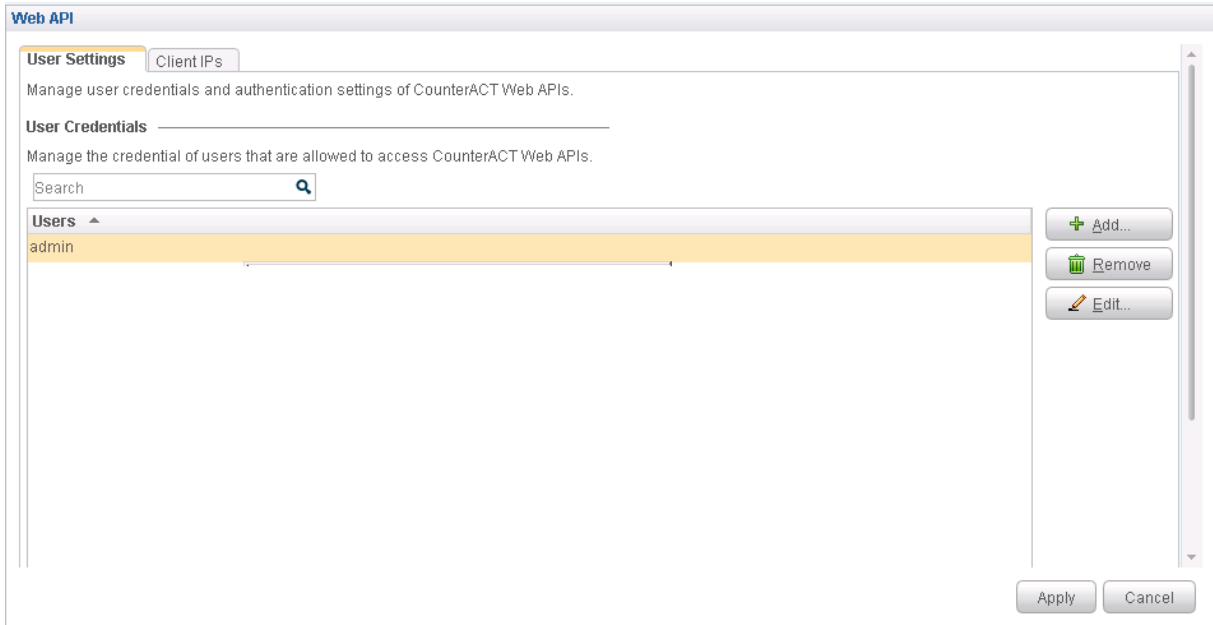 Web API
User Settings Client IPs
Manage user credentials and authentication settings of CounterACT Web APIs.
User Credentials
Manage the credential of users that are allowed to access CounterACT Web APIs.
Search
Users
Add...
admin
Remove
Edit...
Apply Cancel